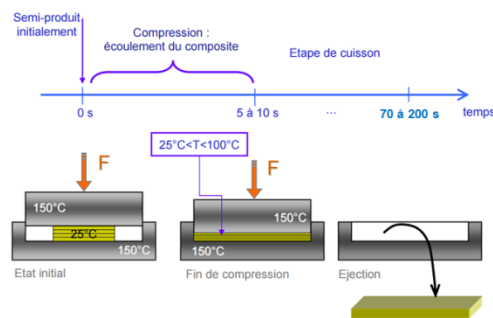 Semi-produit
initialement
Compression :
écoulement du composite
Etape de cuisson
0 s
5 à 10 s
...
70 à 200 s
temps
25°C<T<100°C
F
F
150°C
25°C
150°C
150°C
150°C
Etat initial
Fin de compression
Ejection